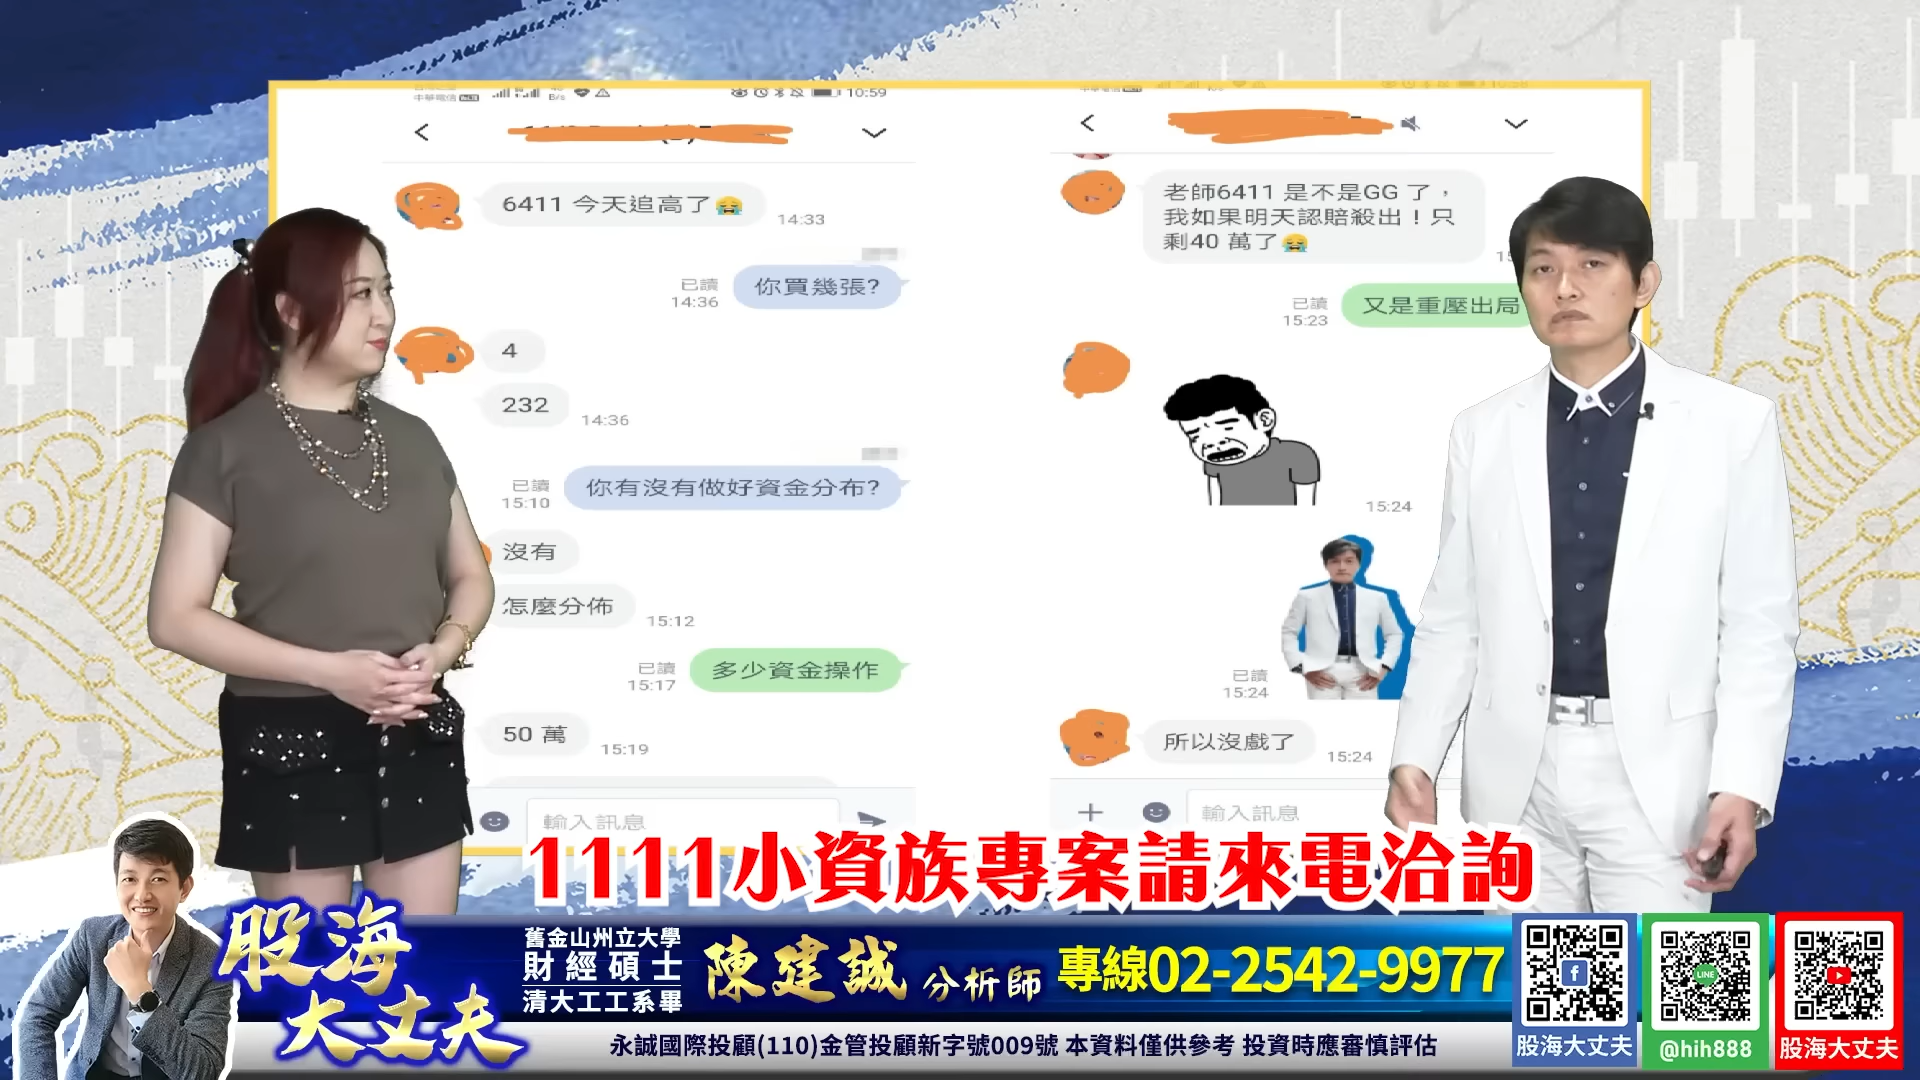 中華電信
10:59
6411 今天追高了
14:33
你買幾張?
已讀
14:36
4
232
14:36
你有沒有做好資金分布?
已讀
15:10
沒有
怎麼分佈
15:12
多少資金操作
已讀
15:17
50 萬
15:19
輸入訊息
老師6411 是不是GG 了，
我如果明天認賠殺出！只
剩40 萬了
又是重壓出局
已讀
15:23
15:24
已讀
15:24
所以沒戲了
15:24
輸入訊息
1111小資族專案請來電洽詢
股海
大丈夫
舊金山州立大學
財經碩士
清大工工系畢
陳建誠 分析師
專線02-2542-9977
永誠國際投顧(110)金管投顧新字號009號 本資料僅供參考 投資時應審慎評估
股海大丈夫
LINE
@hih888
股海大丈夫